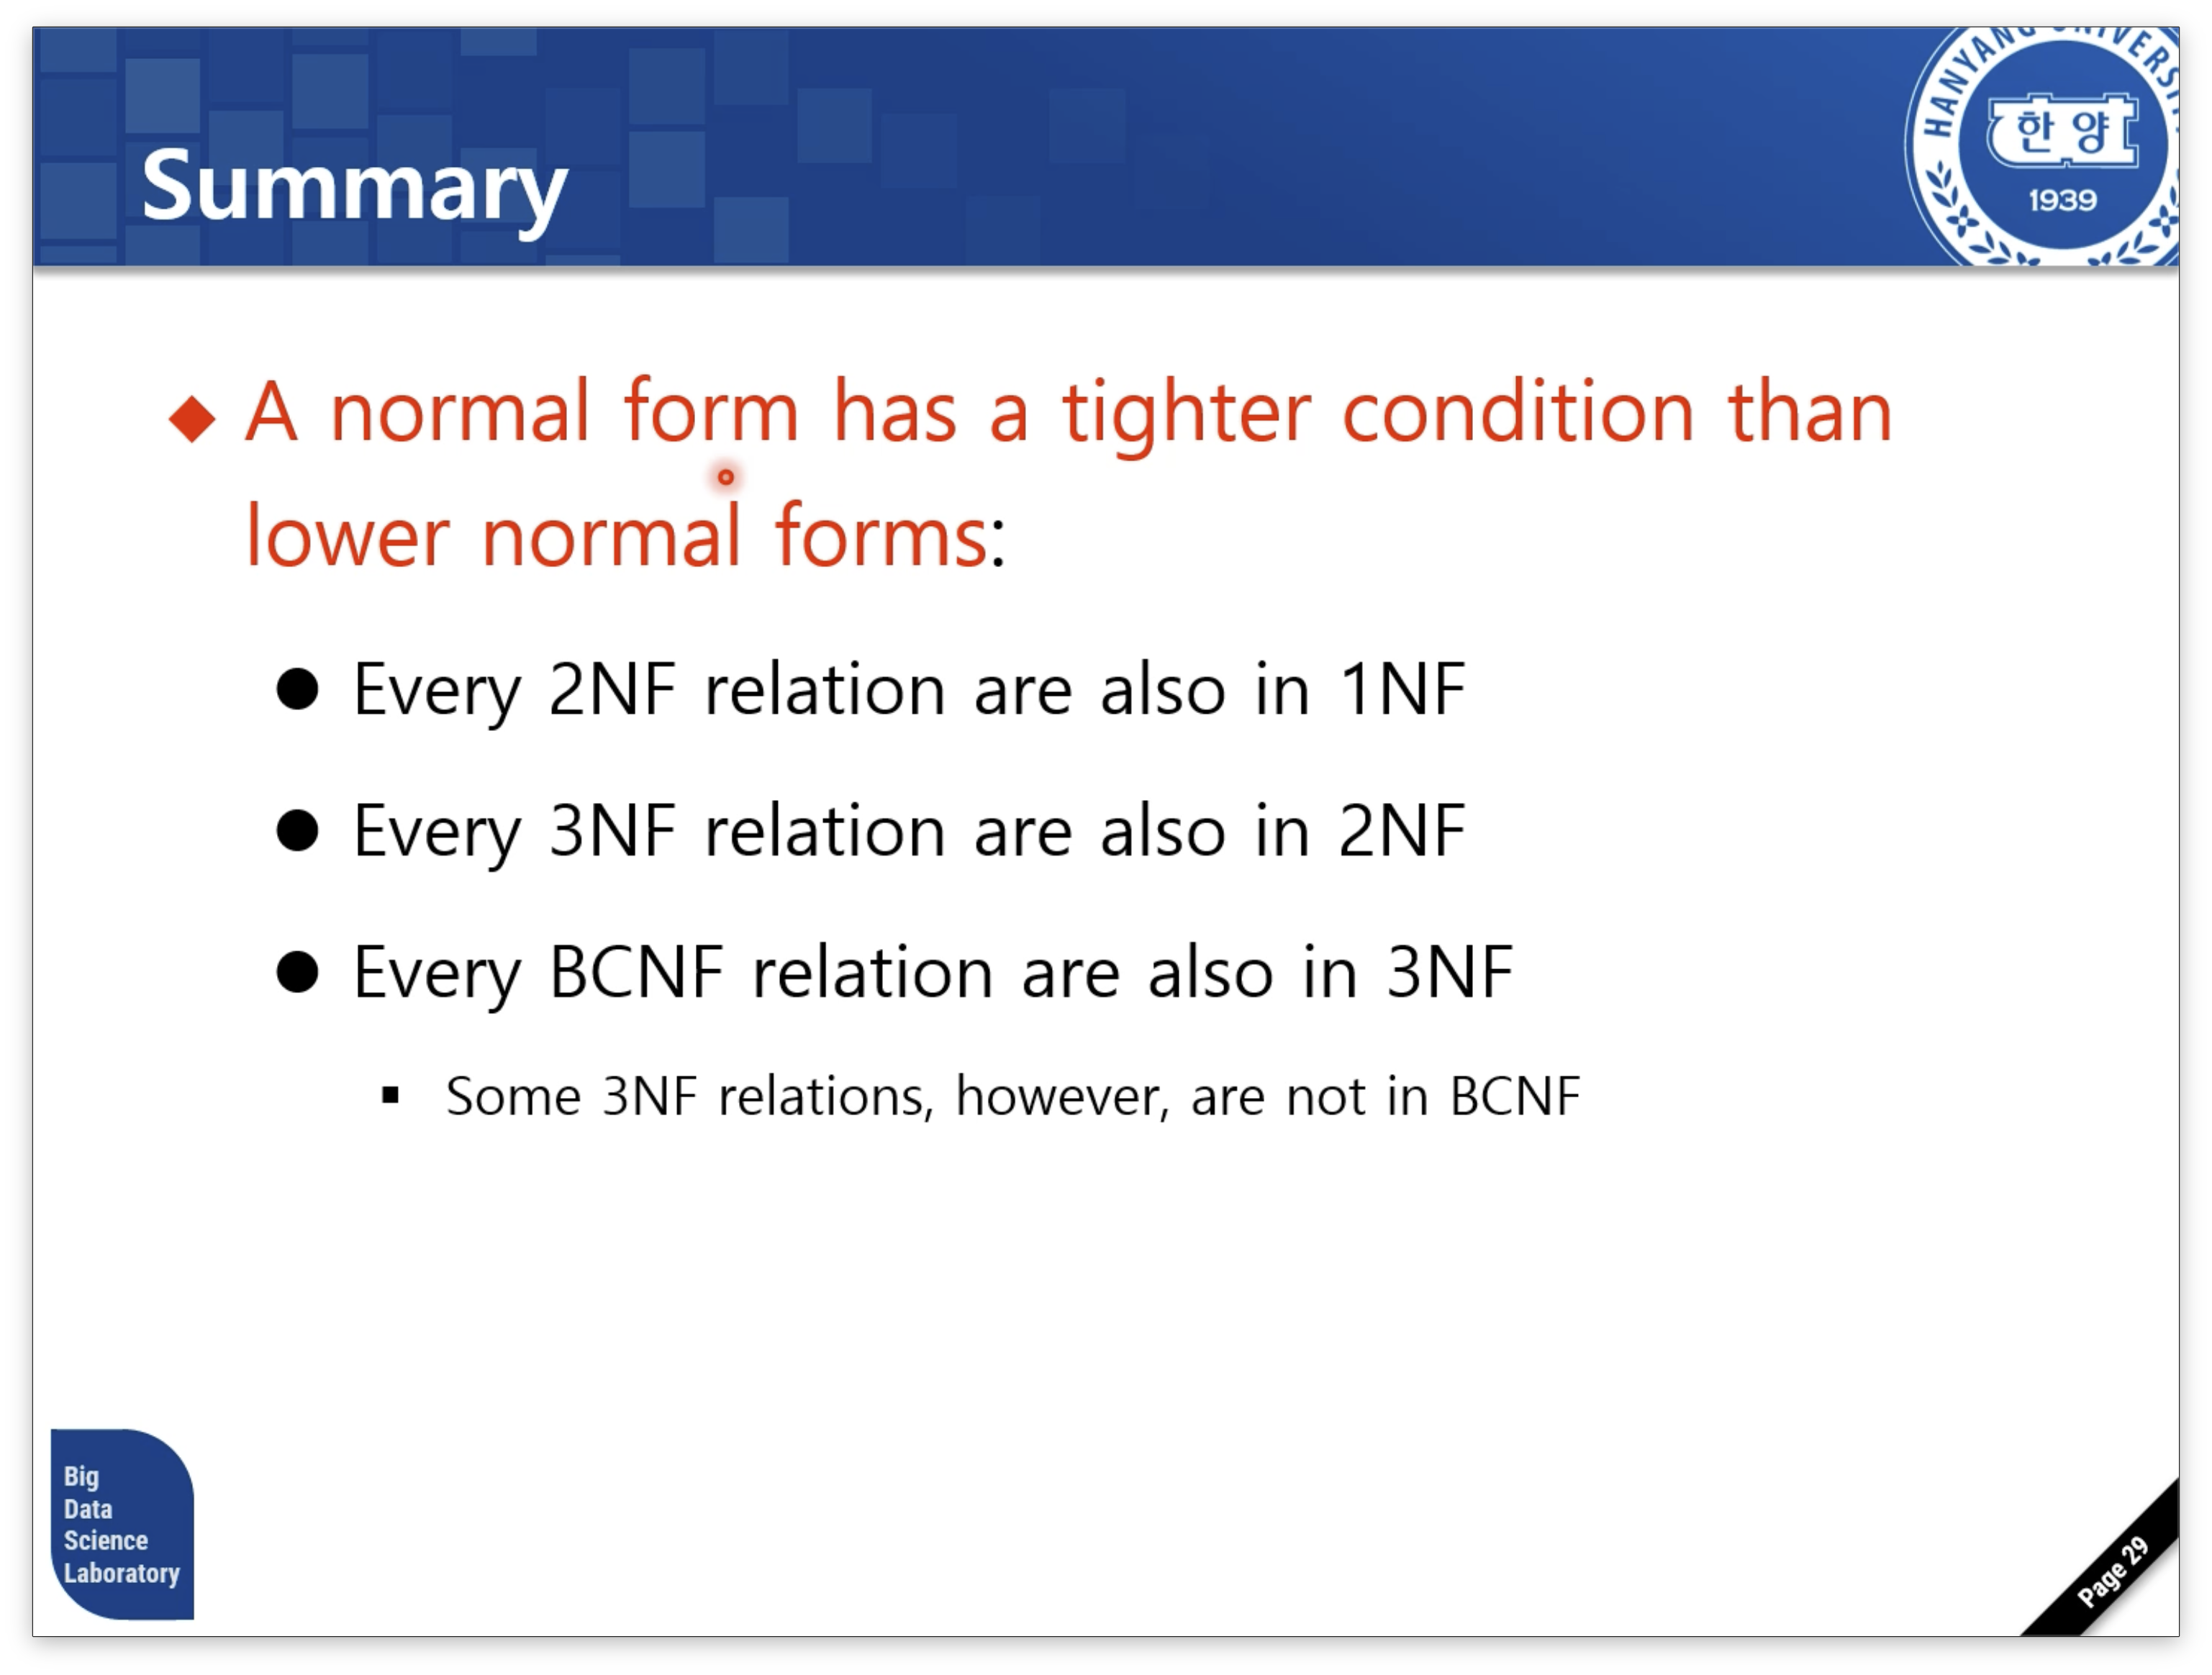 Summary
HANYANG UNIVERSI
한양
1939
A normal form has a tighter condition than
lower normal forms:
Every 2NF relation are also in 1NF
Every 3NF relation are also in 2NF
Every BCNF relation are also in 3NF
Some 3NF relations, however, are not in BCNF
Big
Data
Science
Laboratory
Page 29